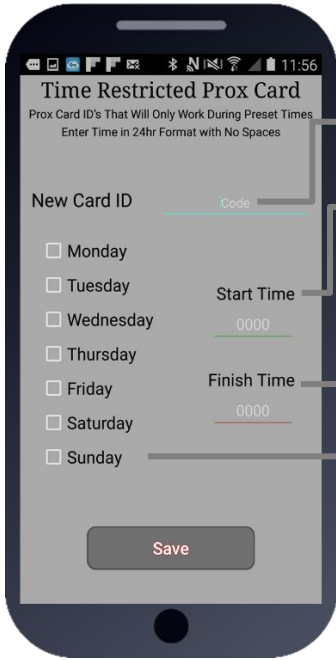 11:56
Time Restricted Prox Card
Prox Card ID's That Will Only Work During Preset Times
Enter Time in 24hr Format with No Spaces
New Card ID
Code
Monday
Tuesday
Start Time
Wednesday
0000
Thursday
Finish Time
Friday
0000
Saturday
Sunday
Save